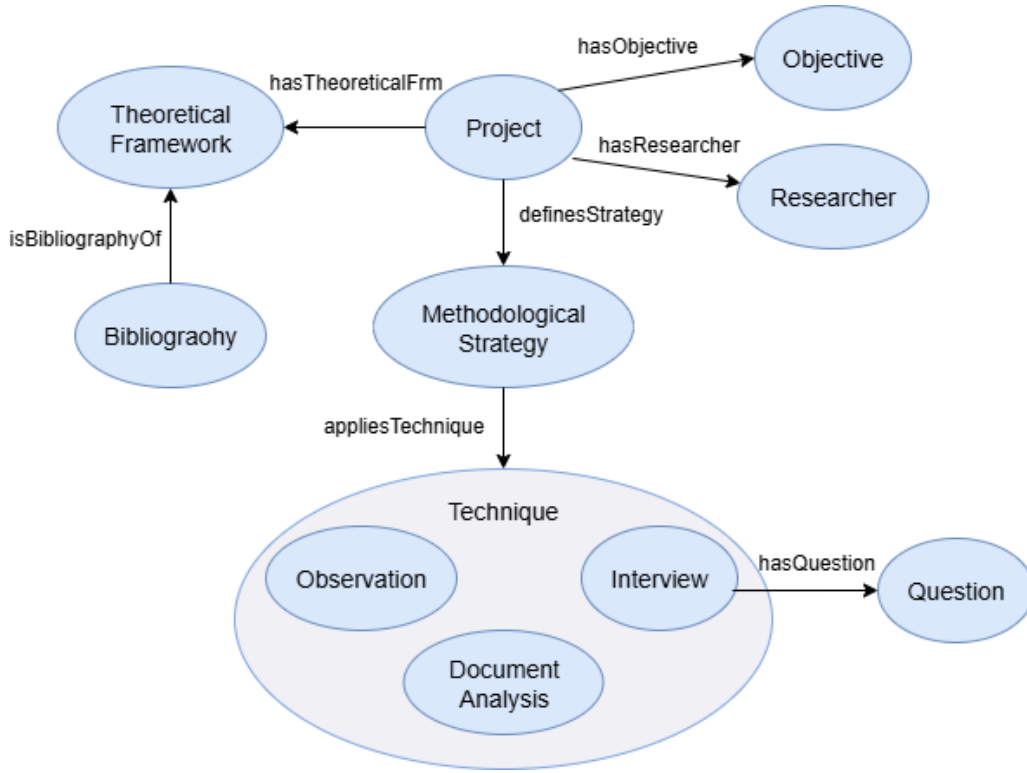 hasObjective
Objective
hasTheoreticalFrm
Theoretical
Framework
Project
hasResearcher
Researcher
definesStrategy
isBibliographyOf
Bibliograohy
Methodological
Strategy
appliesTechnique
Technique
Observation
Interview
hasQuestion
Question
Document
Analysis